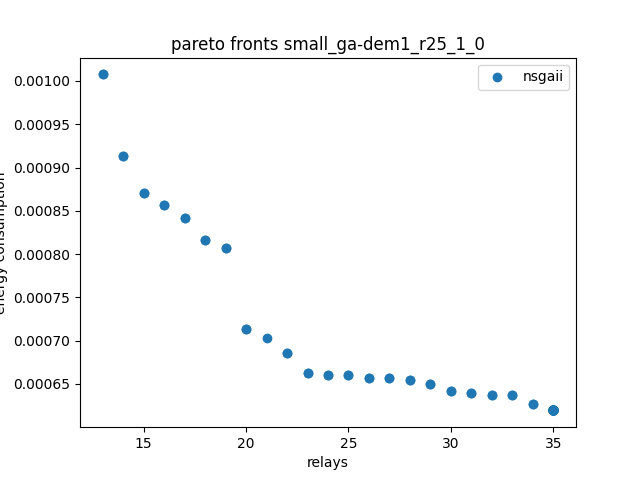 pareto fronts small_ga-dem1_r25_1_0
nsgaii
0.00100
0.00095
0.00090
0.00085
0.00080
0.00075
0.00070
0.00065
energy consumption
15 20 25 30 35
relays